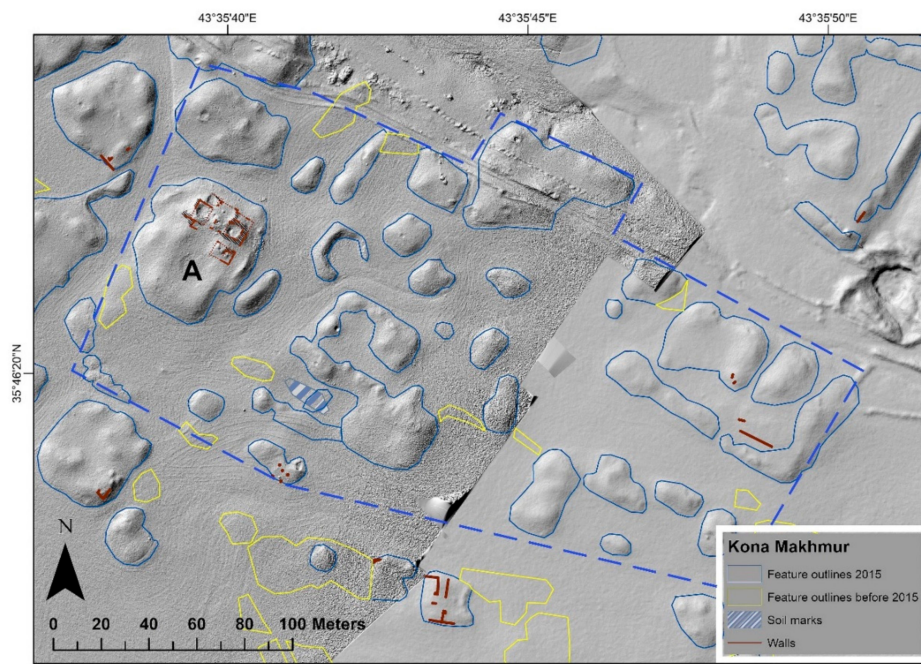 43°35'40"E 43°35'45"E 43°35'50"E
A
35°46'20"N
N
0 20 40 60 80 100 Meters
Kona Makhmur
Feature outlines 2015
Feature outlines before 2015
Soil marks
Walls